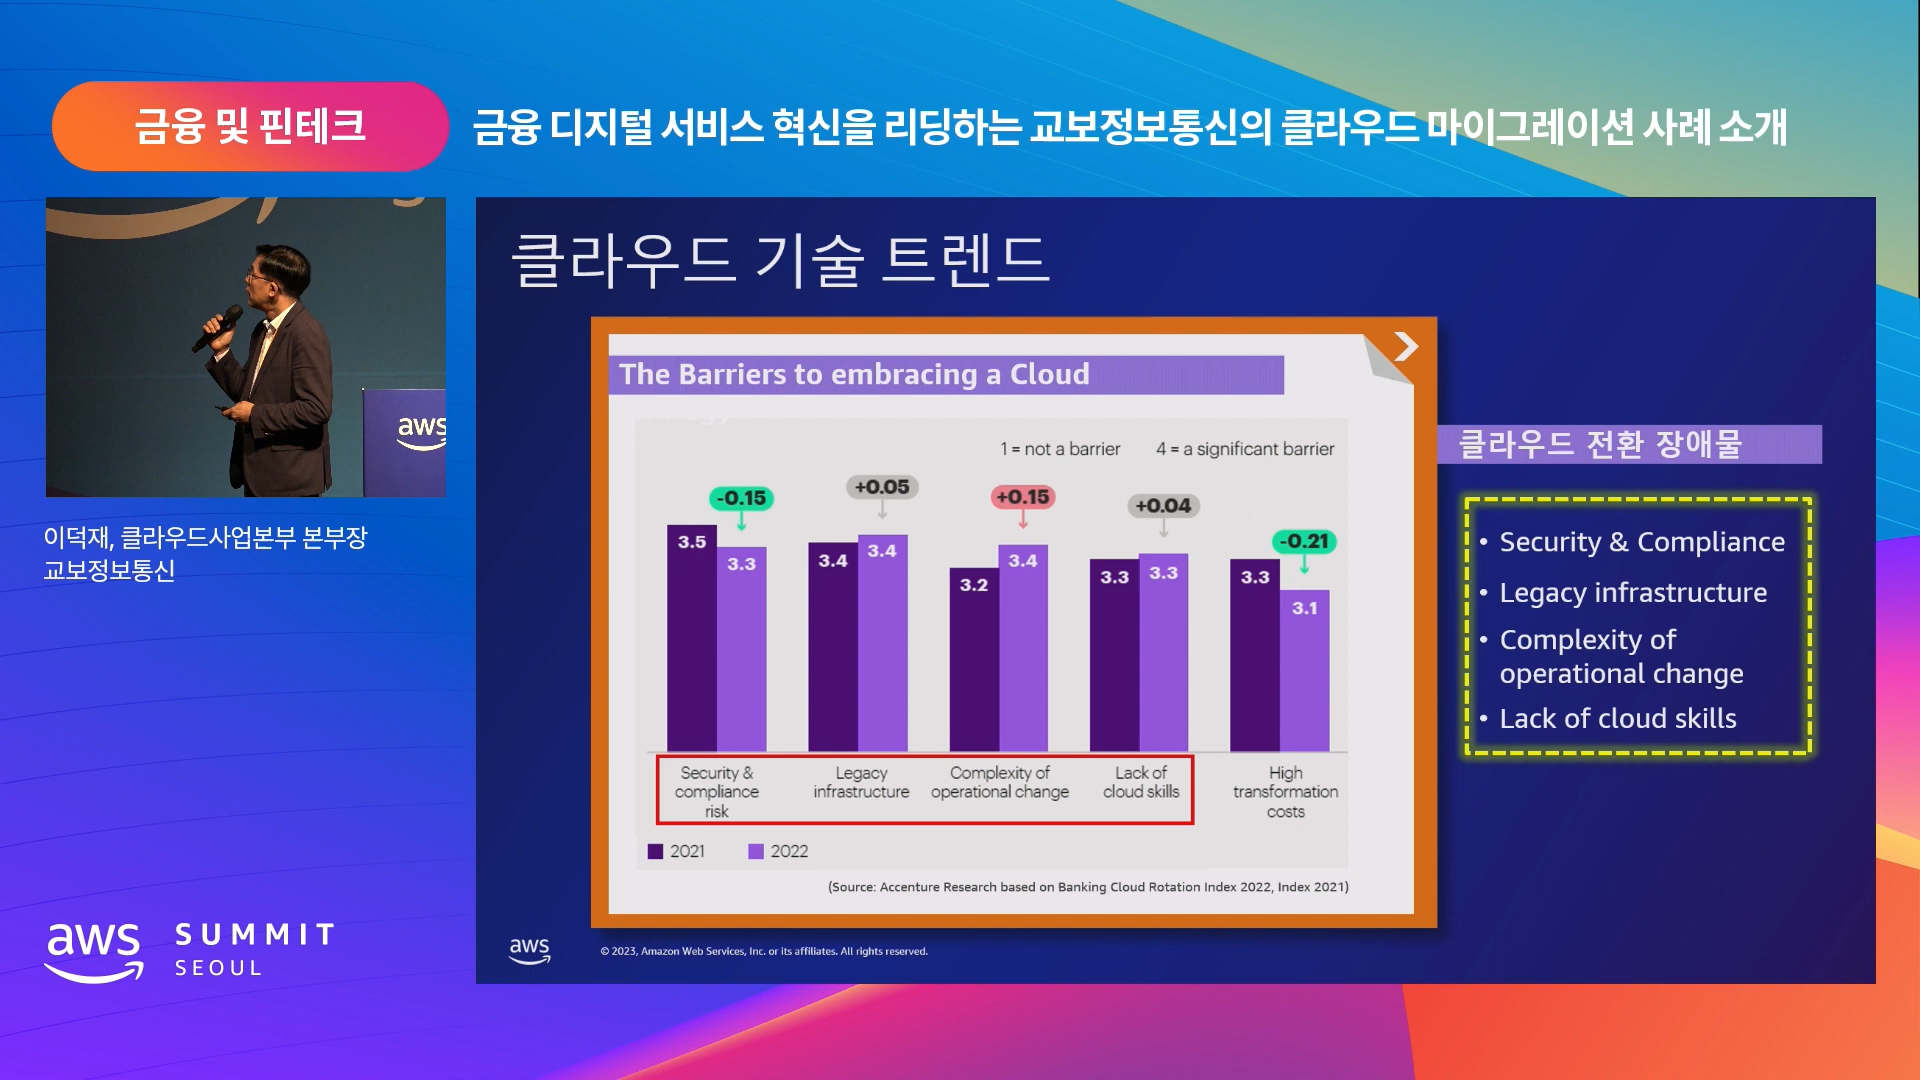 금융 및 핀테크
금융 디지털 서비스 혁신을 리딩하는 교보정보통신의 클라우드 마이그레이션 사례 소개
aws
이덕재, 클라우드사업본부 본부장
교보정보통신
클라우드 기술 트렌드
The Barriers to embracing a Cloud
1 = not a barrier 4 = a significant barrier
-0.15 +0.05 +0.15 +0.04 -0.21
3.5 3.3 3.4 3.4 3.2 3.4 3.3 3.3 3.3 3.1
Security &
compliance
risk
Legacy
infrastructure
Complexity of
operational change
Lack of
cloud skills
High
transformation
costs
2021 2022
(Source: Accenture Research based on Banking Cloud Rotation Index 2022, Index 2021)
클라우드 전환 장애물
• Security & Compliance
• Legacy infrastructure
• Complexity of
operational change
• Lack of cloud skills
aws
© 2023, Amazon Web Services, Inc. or its affiliates. All rights reserved.
aws
SUMMIT
SEOUL